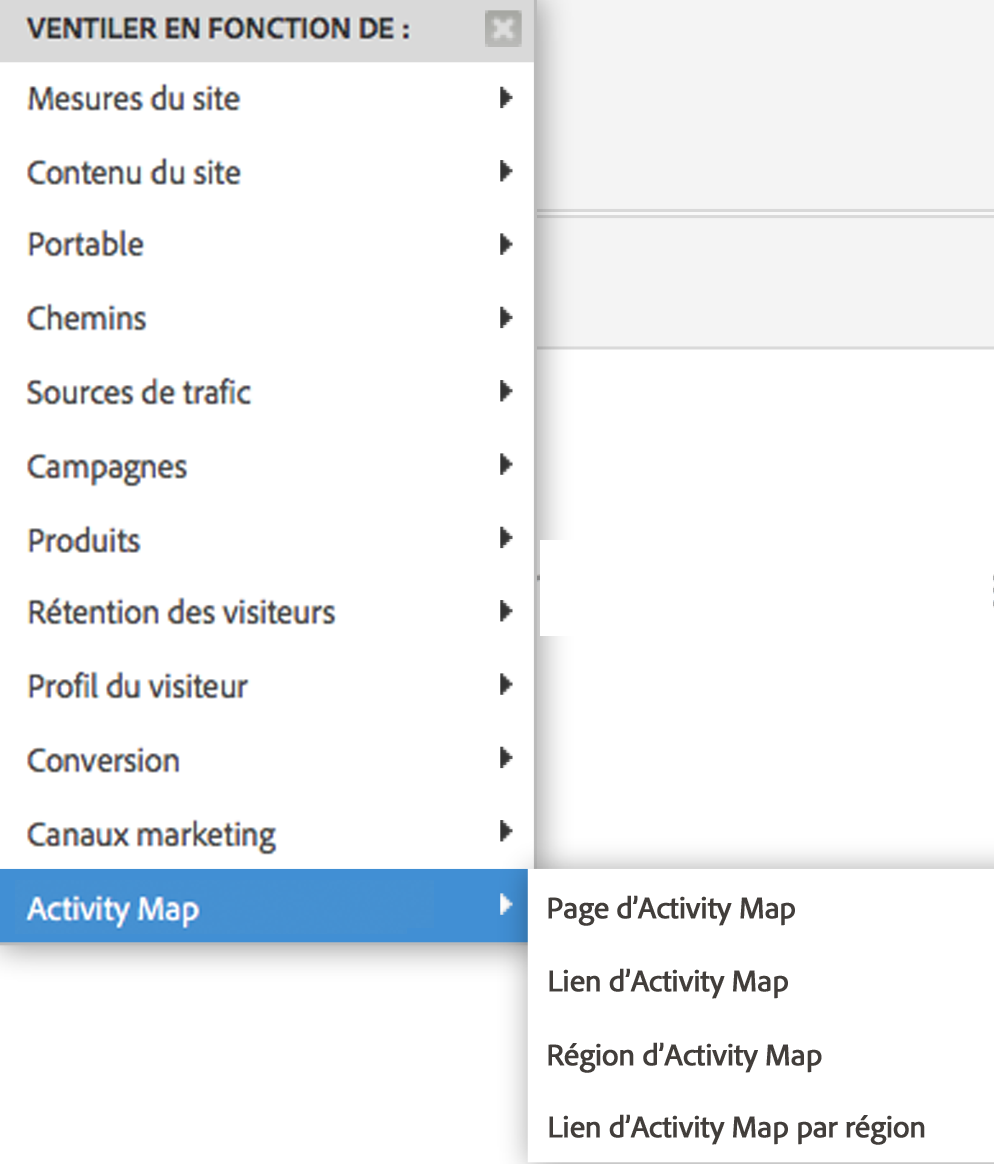 VENTILER EN FONCTION DE :
Mesures du site
Contenu du site
Portable
Chemins
Sources de trafic
Campagnes
Produits
Rétention des visiteurs
Profil du visiteur
Conversion
Canaux marketing
Activity Map
Page d’Activity Map
Lien d’Activity Map
Région d’Activity Map
Lien d’Activity Map par région